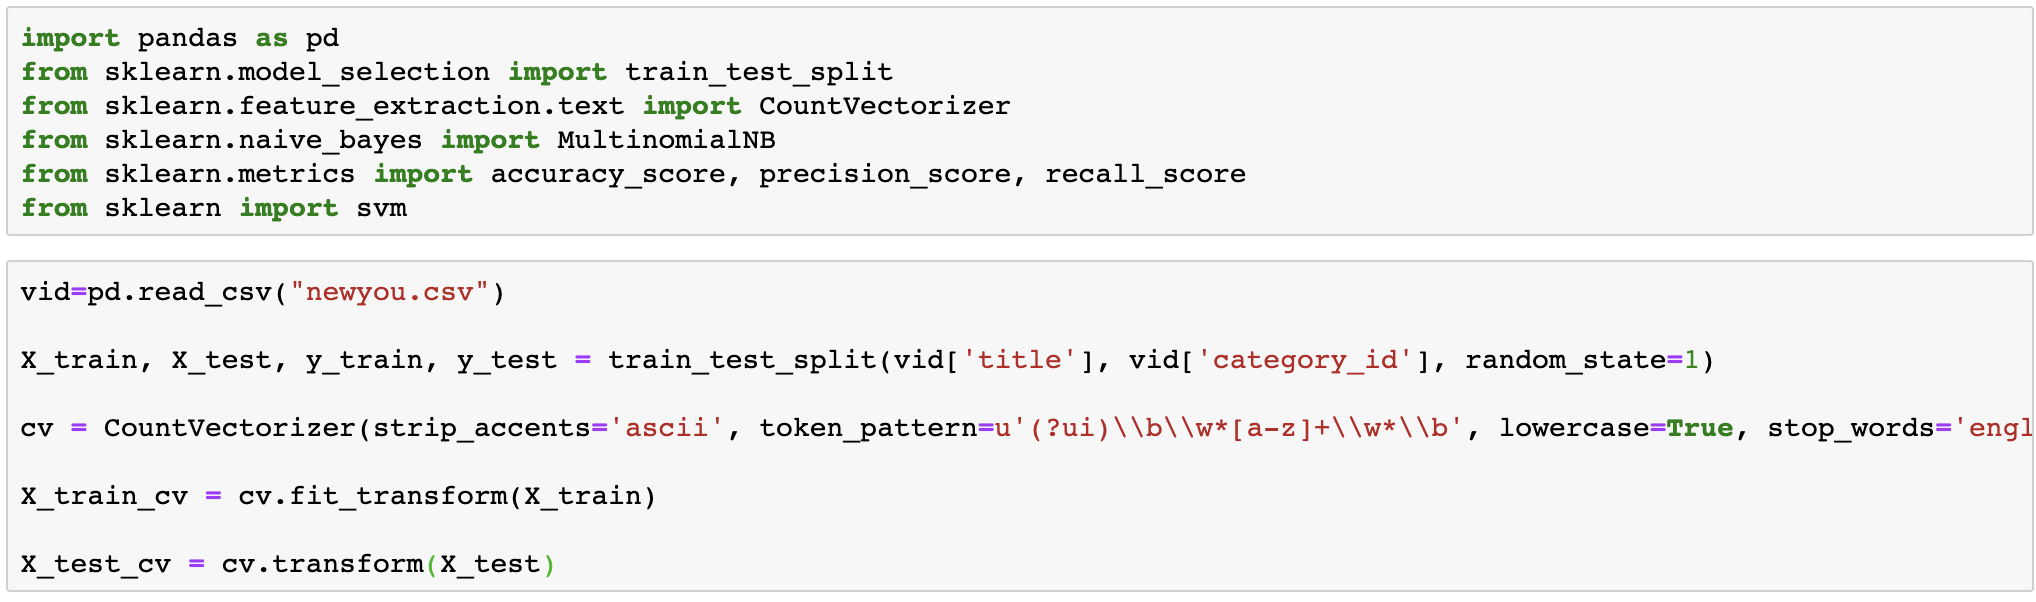 import pandas as pd
from sklearn.model_selection import train_test_split
from sklearn.feature_extraction.text import CountVectorizer
from sklearn.naive_bayes import MultinomialNB
from sklearn.metrics import accuracy_score, precision_score, recall_score
from sklearn import svm
vid=pd.read_csv("newyou.csv")
X_train, X_test, y_train, y_test = train_test_split(vid['title'], vid['category_id'], random_state=1)
cv = CountVectorizer(strip_accents='ascii', token_pattern=u'(?ui)\\b\\w*[a-z]+\\w*\\b', lowercase=True, stop_words='engl
X_train_cv = cv.fit_transform(X_train)
X_test_cv = cv.transform(X_test)